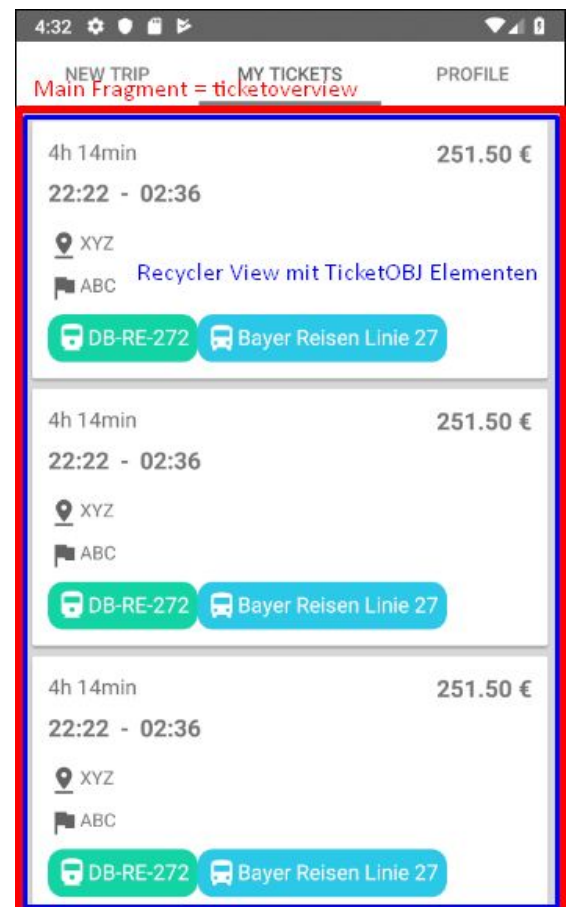 4:32
NEW TRIP MY TICKETS PROFILE
Main Fragment = ticketoverview
4h 14min 251.50 €
22:22 - 02:36
XYZ
Recycler View mit TicketOBJ Elementen
ABC
DB-RE-272 Bayer Reisen Linie 27
4h 14min 251.50 €
22:22 - 02:36
XYZ
ABC
DB-RE-272 Bayer Reisen Linie 27
4h 14min 251.50 €
22:22 - 02:36
XYZ
ABC
DB-RE-272 Bayer Reisen Linie 27